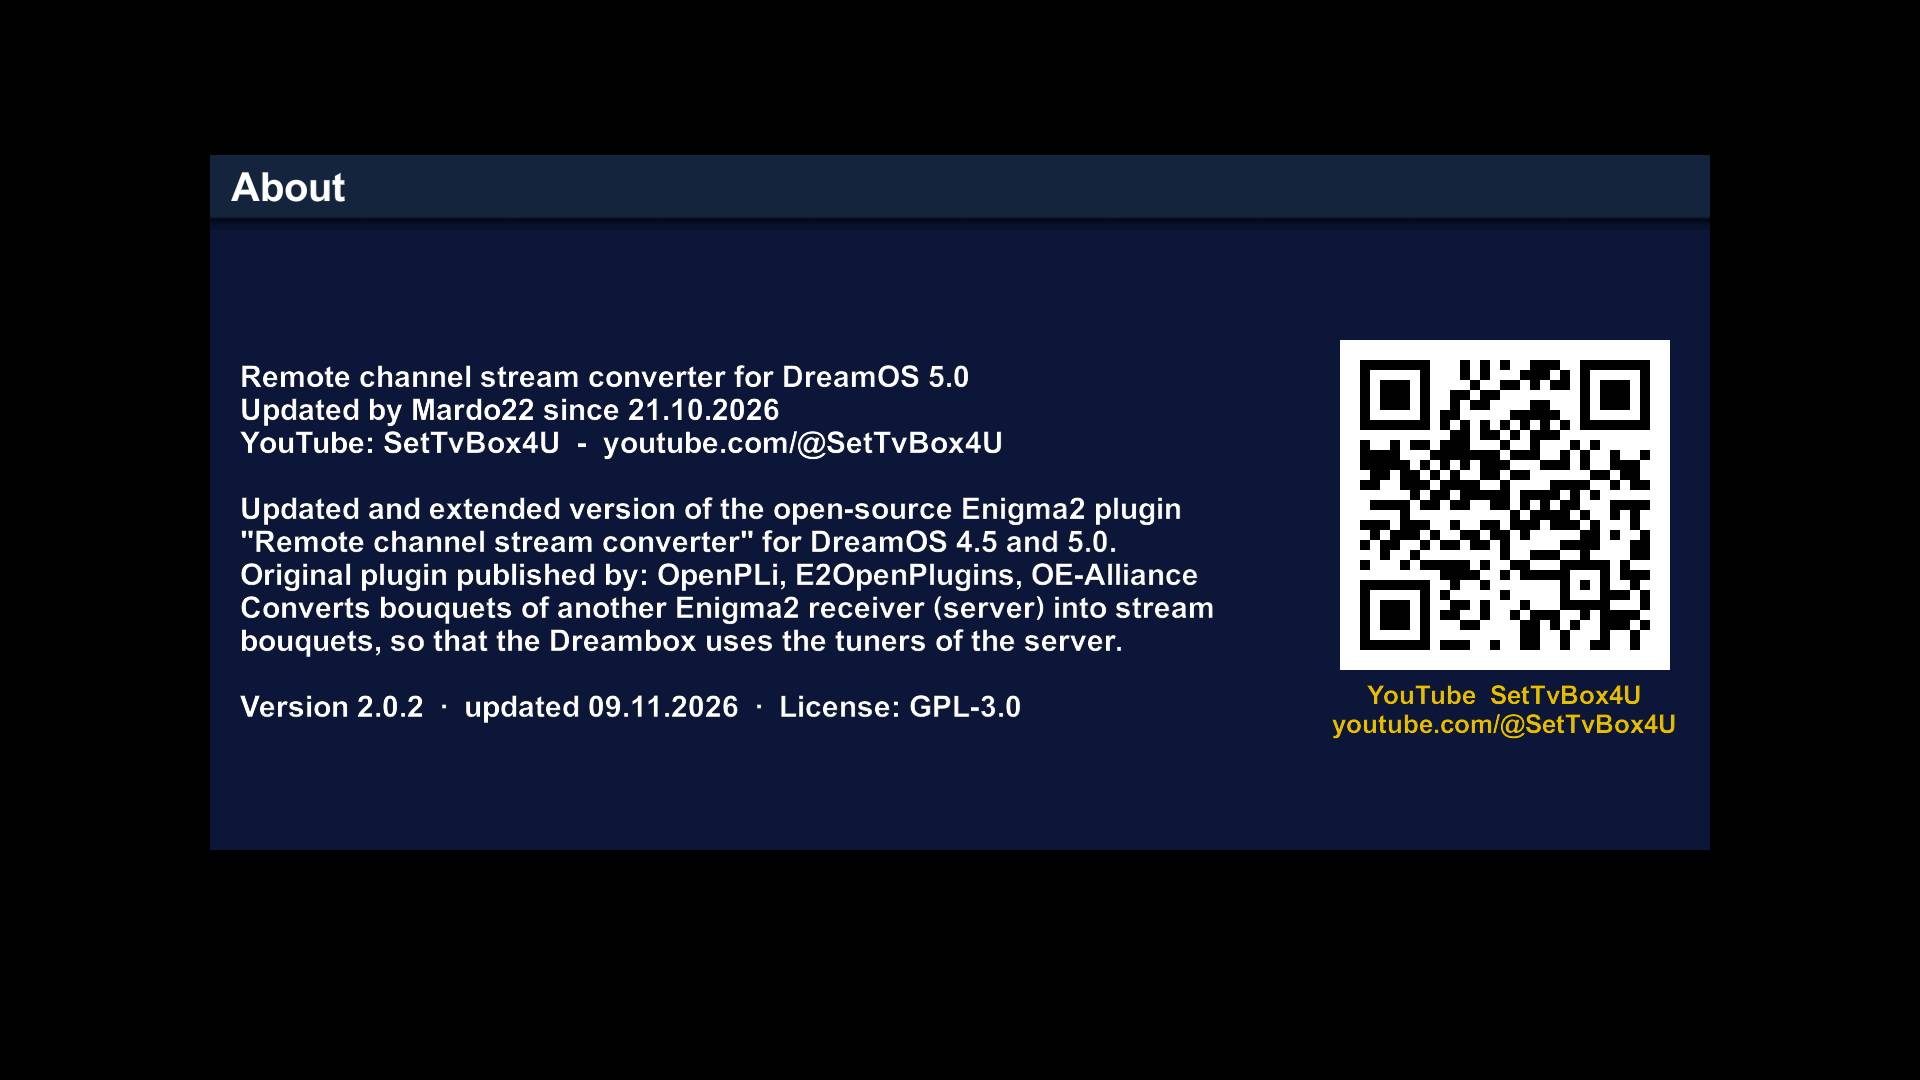 About
Remote channel stream converter for DreamOS 5.0
Updated by Mardo22 since 21.10.2026
YouTube: SetTvBox4U  -  youtube.com/@SetTvBox4U
Updated and extended version of the open-source Enigma2 plugin
"Remote channel stream converter" for DreamOS 4.5 and 5.0.
Original plugin published by: OpenPLi, E2OpenPlugins, OE-Alliance
Converts bouquets of another Enigma2 receiver (server) into stream
bouquets, so that the Dreambox uses the tuners of the server.
Version 2.0.2  ·  updated 09.11.2026  ·  License: GPL-3.0
YouTube  SetTvBox4U
youtube.com/@SetTvBox4U